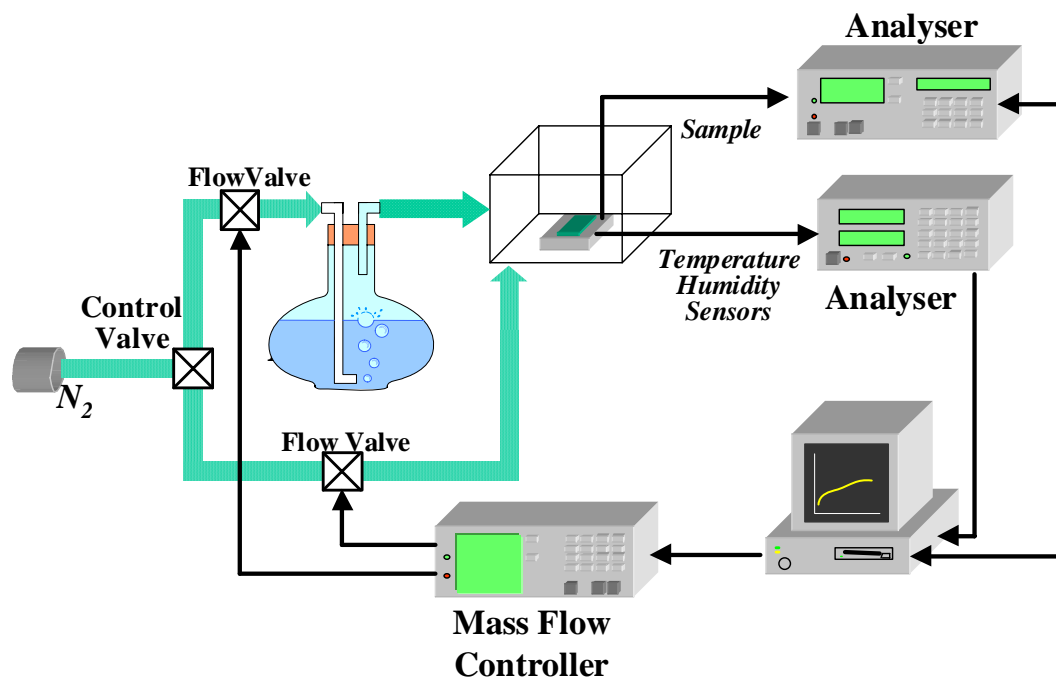 Analyser
Sample
FlowValve
Temperature
Humidity
Sensors
Analyser
Control
Valve
N2
Flow Valve
Mass Flow
Controller